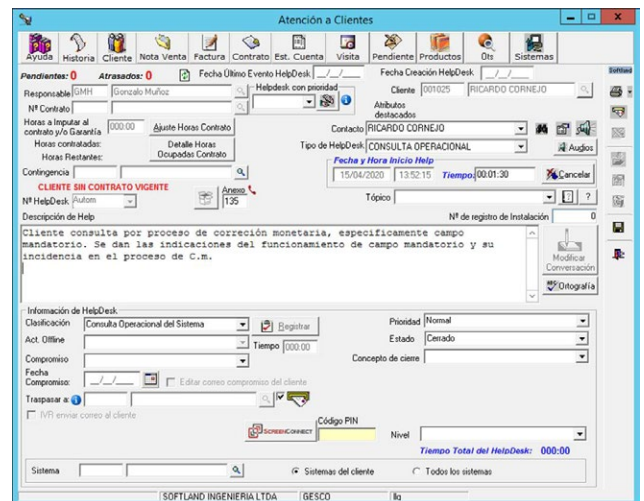 Atención a Clientes
Ayuda Historia Cliente Nota Venta Factura Contrato Est. Cuenta Visita Pendiente Productos Ots Sistemas
Pendientes: 0 Atrasados: 0 Fecha Último Evento HelpDesk __/__/__ Fecha Creación HelpDesk __/__/__
Softland
Responsable GMH Gonzalo Muñoz Helpdesk con prioridad Cliente 001025 RICARDO CORNEJO
Nº Contrato Atributos
destacados
Horas a Imputar al
contrato y/o Garantía 000:00 Ajuste Horas Contrato Contacto RICARDO CORNEJO
Horas contratadas: Detalle Horas
Ocupadas Contrato Tipo de HelpDesk CONSULTA OPERACIONAL Audios
Horas Restantes:
Fecha y Hora Inicio Help
Contingencia 15/04/2020 13:52:15 Tiempo: 00:01:30 Cancelar
CLIENTE SIN CONTRATO VIGENTE Anexo
Nº HelpDesk Autom 135 Tópico ?
Descripción de Help Nº de registro de Instalación 0
Cliente consulta por proceso de correción monetaria, especificamente campo
mandatorio. Se dan las indicaciones del funcionamiento de campo mandatorio y su
incidencia en el proceso de C.m.
Modificar
Conversación
Ortografía
Información de HelpDesk
Clasificación Consulta Operacional del Sistema Registrar Prioridad Normal
Act. Offline Tiempo 000:00 Estado Cerrado
Compromiso Concepto de cierre
Fecha
Compromiso: __/__/__ Editar correo compromiso del cliente
Traspasar a:
IVR enviar correo al cliente
Código PIN
SCREENCONNECT Nivel
Tiempo Total del HelpDesk: 000:00
Sistema Sistemas del cliente Todos los sistemas
SOFTLAND INGENIERIA LTDA GESCO llg